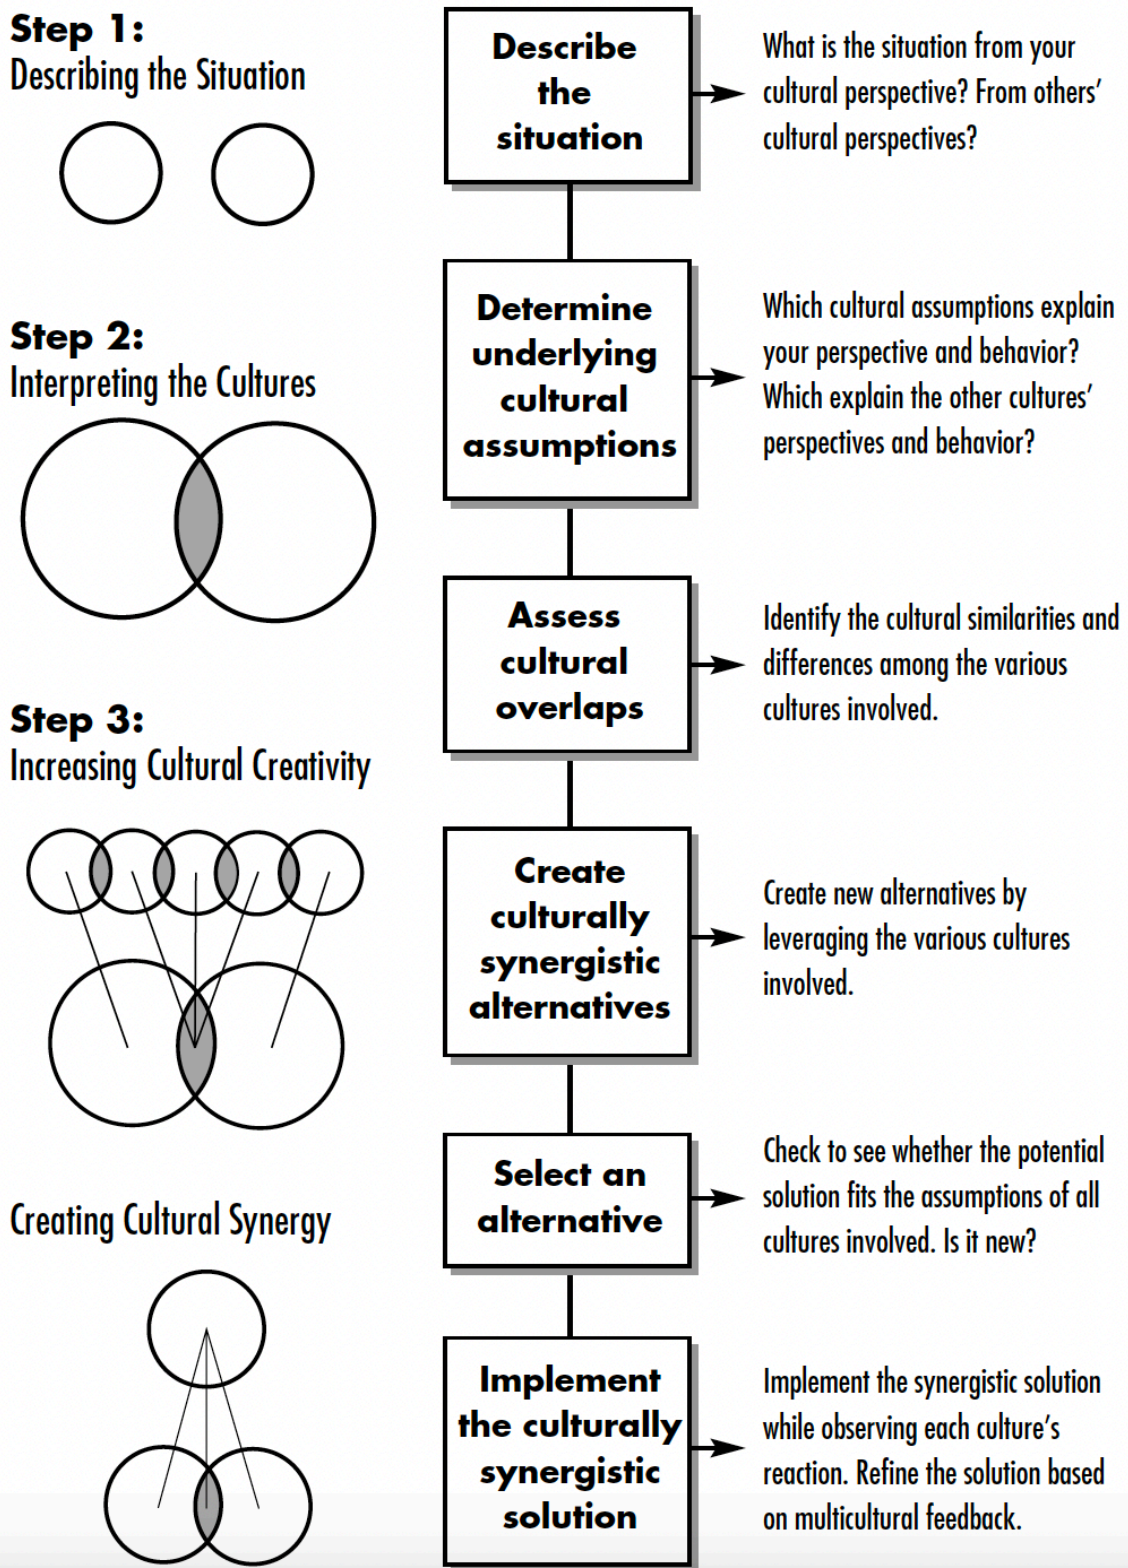 Step 1:
Describing the Situation
Describe
the
situation
What is the situation from your
cultural perspective? From others’
cultural perspectives?
Step 2:
Interpreting the Cultures
Determine
underlying
cultural
assumptions
Which cultural assumptions explain
your perspective and behavior?
Which explain the other cultures’
perspectives and behavior?
Assess
cultural
overlaps
Identify the cultural similarities and
differences among the various
cultures involved.
Step 3:
Increasing Cultural Creativity
Create
culturally
synergistic
alternatives
Create new alternatives by
leveraging the various cultures
involved.
Select an
alternative
Check to see whether the potential
solution fits the assumptions of all
cultures involved. Is it new?
Creating Cultural Synergy
Implement
the culturally
synergistic
solution
Implement the synergistic solution
while observing each culture’s
reaction. Refine the solution based
on multicultural feedback.